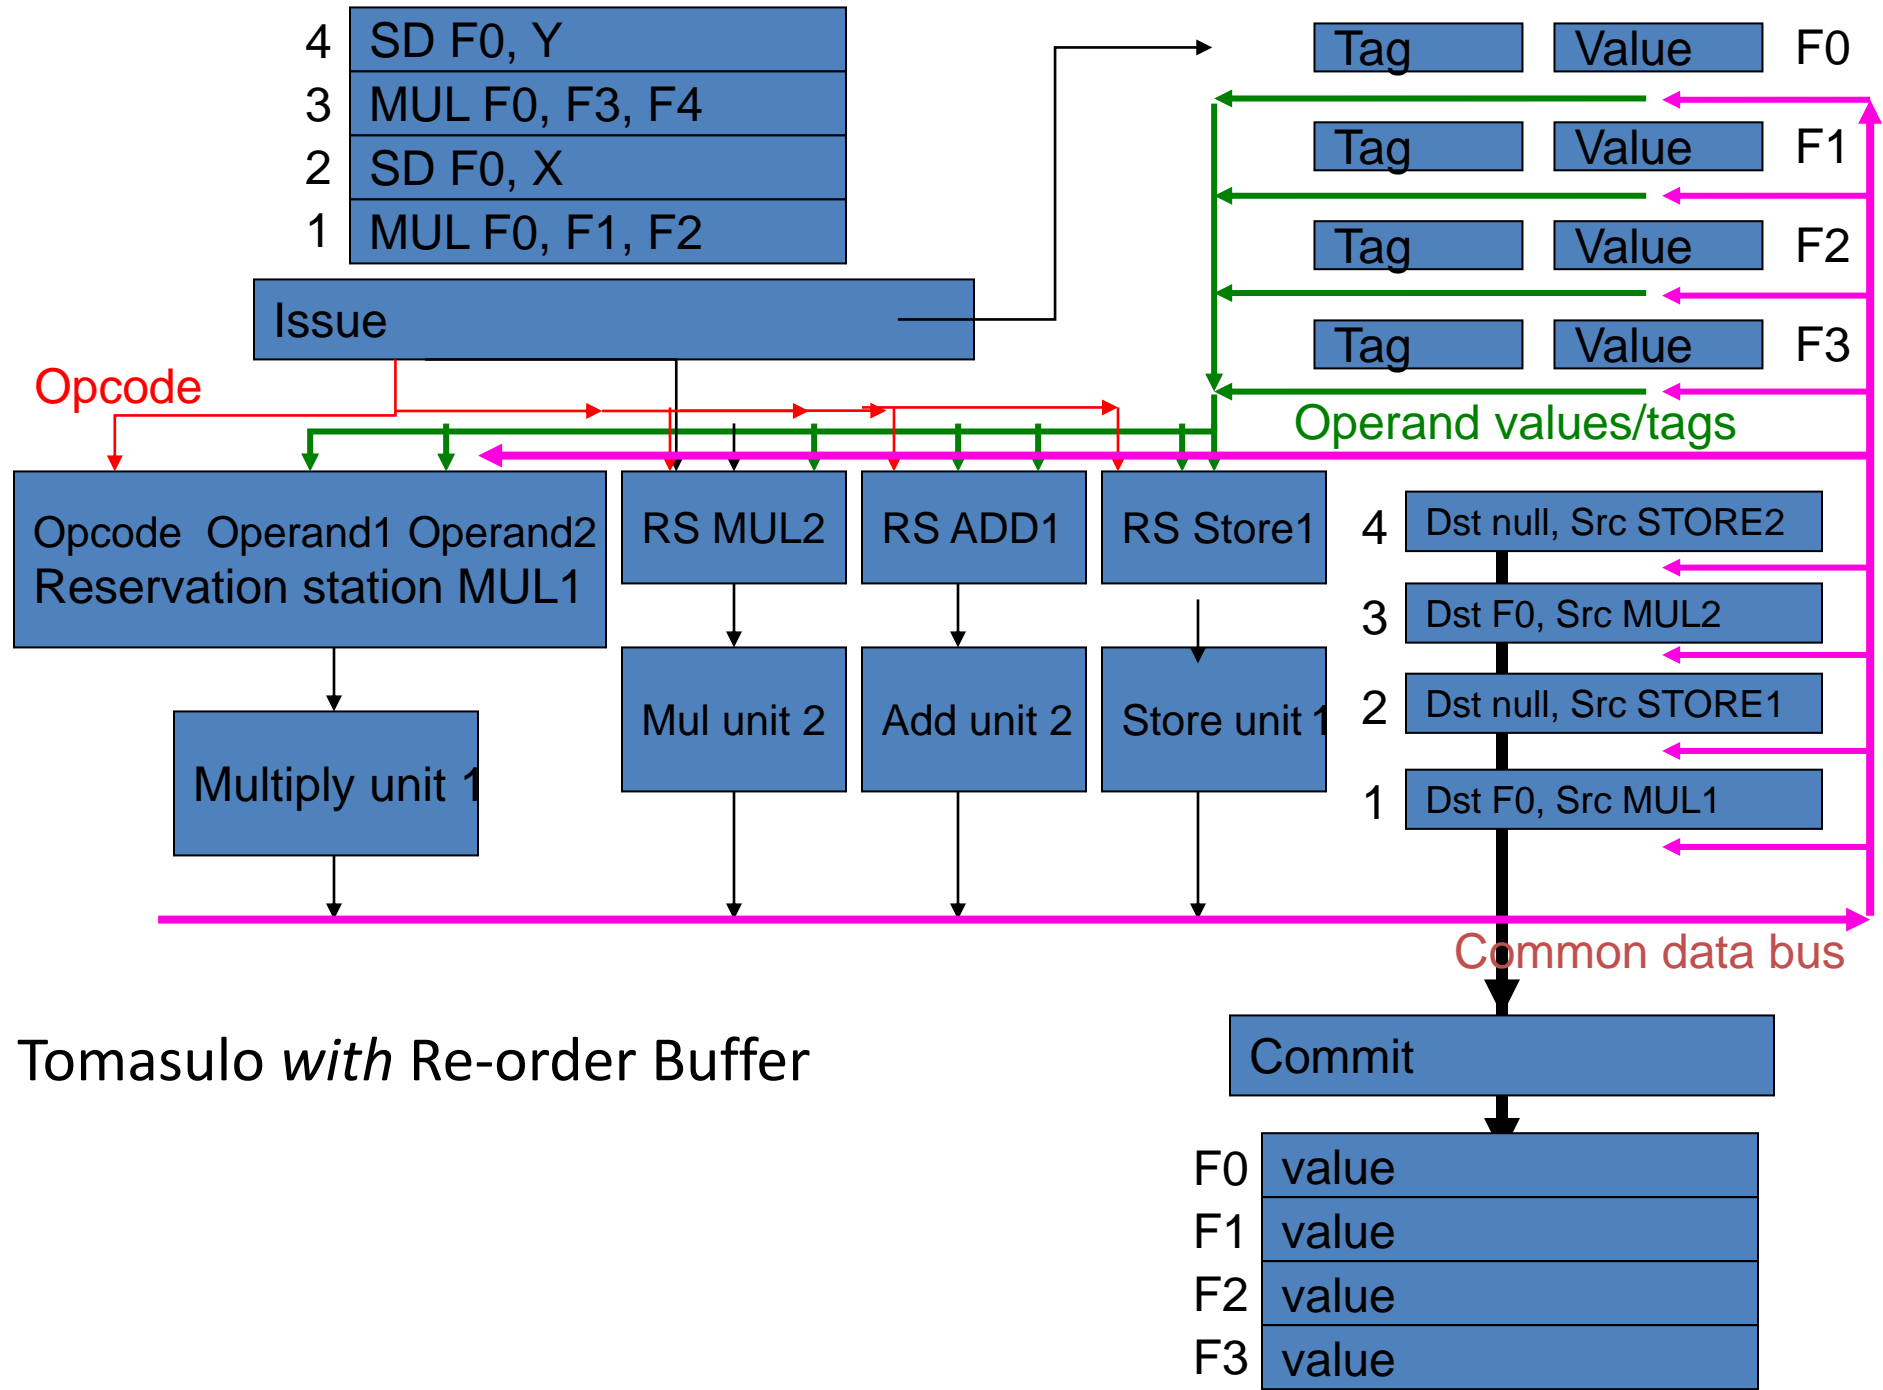 4 SD F0, Y
3 MUL F0, F3, F4
2 SD F0, X
1 MUL F0, F1, F2
Issue
Tag Value F0
Tag Value F1
Tag Value F2
Tag Value F3
Opcode
Operand values/tags
Opcode Operand1 Operand2
Reservation station MUL1
RS MUL2
RS ADD1
RS Store1
4 Dst null, Src STORE2
3 Dst F0, Src MUL2
2 Dst null, Src STORE1
1 Dst F0, Src MUL1
Multiply unit 1
Mul unit 2
Add unit 2
Store unit 1
Common data bus
Tomasulo with Re-order Buffer
Commit
F0 value
F1 value
F2 value
F3 value